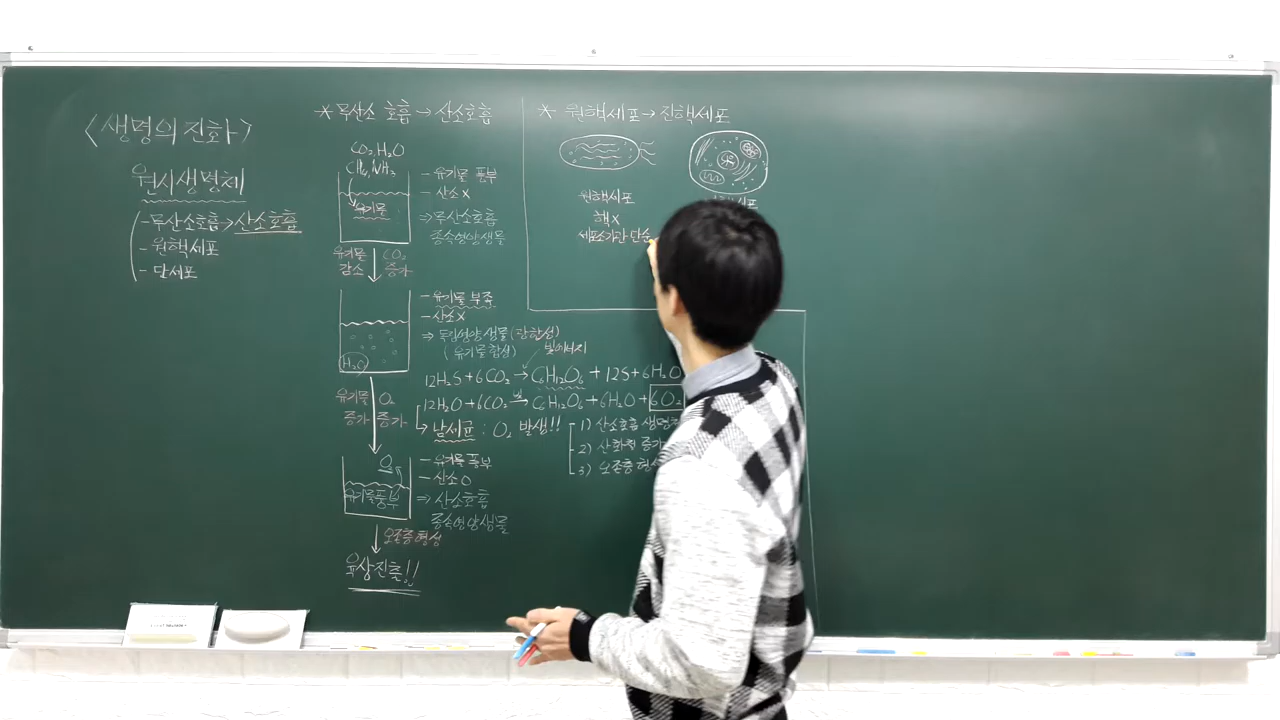 <생명의 진화>
원시생명체
- 무산소호흡 → 산소호흡
- 원핵세포
- 단세포
* 무산소 호흡 → 산소호흡
CO₂, H₂O
CH₄, NH₃
유기물
- 유기물 풍부
- 산소 X
⇒ 무산소호흡
종속영양생물
유기물 감소
CO₂ 증가
- 유기물 부족
- 산소 X
⇒ 독립영양생물 (광합성)
(유기물 합성)
빛에너지
H₂O
12H₂S + 6CO₂ → C₆H₁₂O₆ + 12S + 6H₂O
12H₂O + 6CO₂ 빛→ C₆H₁₂O₆ + 6H₂O + 6O₂
→ 남세균 : O₂ 발생!!
1) 산소호흡 생명
2) 산화철 증가
3) 오존층 형성
유기물 증가
O₂ 증가
O₂
유기물풍부
- 유기물 풍부
- 산소 O
⇒ 산소호흡
종속영양생물
오존층 형성
육상진출!!
* 원핵세포 → 진핵세포
원핵세포
핵 X
세포소기관 단순